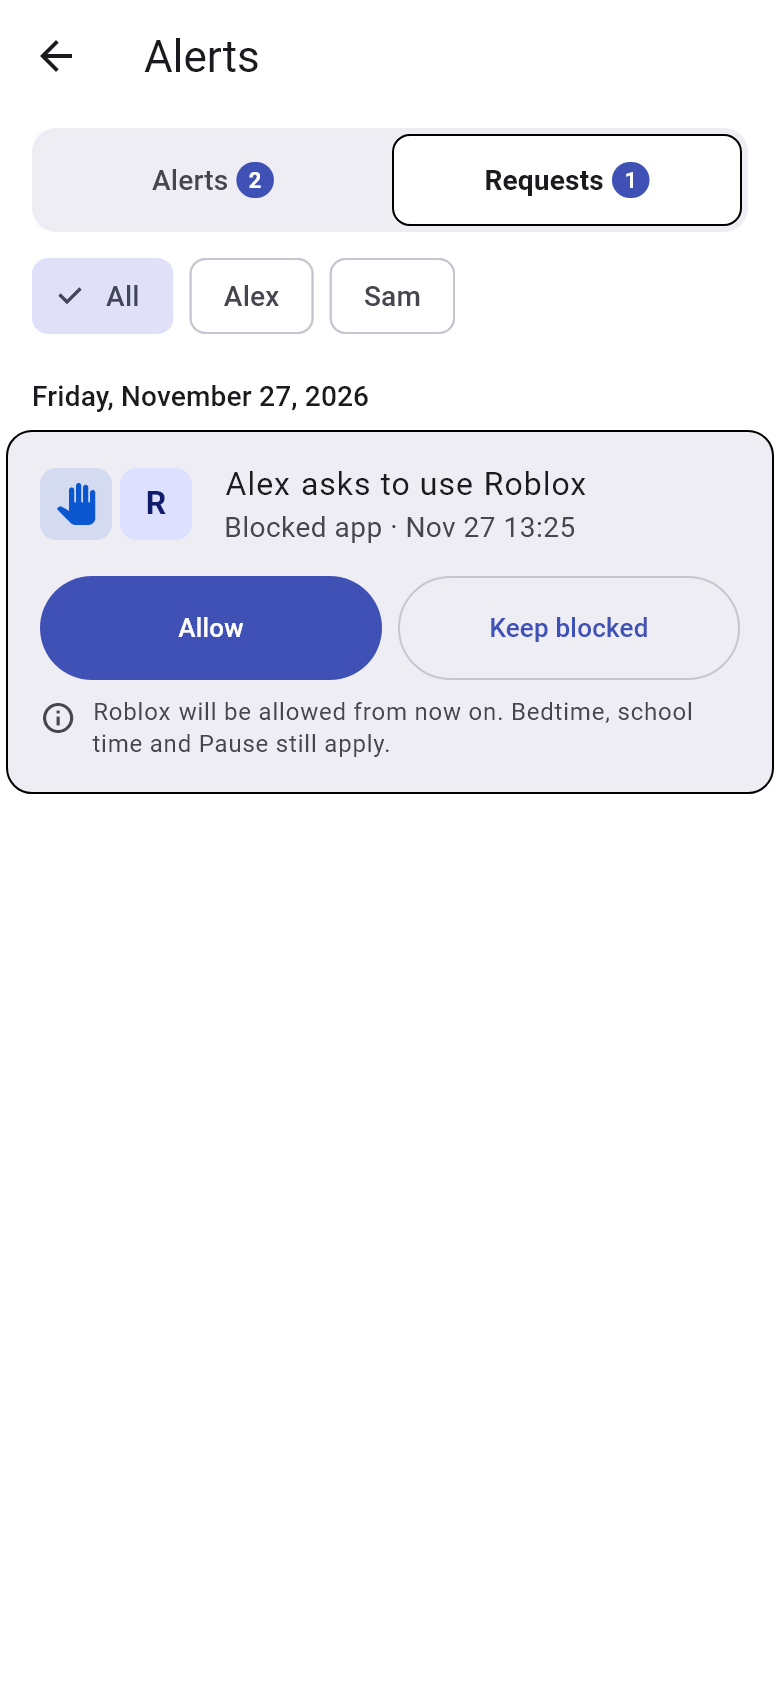 Alerts
Alerts 2
Requests 1
All
Alex
Sam
Friday, November 27, 2026
R
Alex asks to use Roblox
Blocked app · Nov 27 13:25
Allow
Keep blocked
Roblox will be allowed from now on. Bedtime, school
time and Pause still apply.